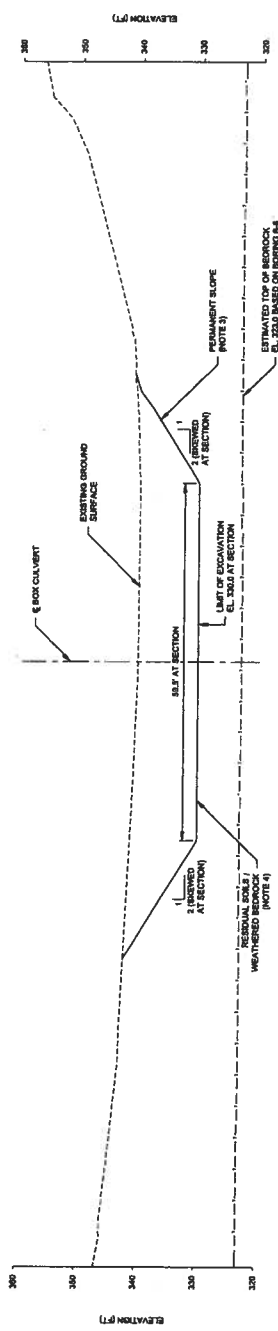 ELEVATION (FT)
360
350
340
330
320
℄ BOX CULVERT
EXISTING GROUND
SURFACE
PERMANENT SLOPE
(NOTE 3)
1
2 (SKEWED
AT SECTION)
1
2 (SKEWED
AT SECTION)
59.5' AT SECTION
LIMIT OF EXCAVATION
EL. 330.0 AT SECTION
RESIDUAL SOILS /
WEATHERED BEDROCK
(NOTE 4)
ESTIMATED TOP OF BEDROCK
EL. 323.0 BASED ON BORING
360
350
340
330
320
ELEVATION (FT)